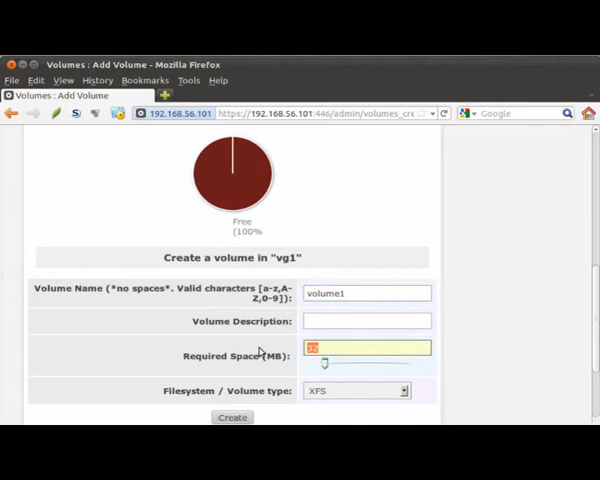 Volumes : Add Volume - Mozilla Firefox
File Edit View History Bookmarks Tools Help
Volumes : Add Volume
192.168.56.101 https://192.168.56.101:446/admin/volumes_cre Google
Free
(100%
Create a volume in "vg1"
Volume Name (*no spaces*. Valid characters [a-z,A-
Z,0-9]): volume1
Volume Description:
Required Space (MB): 32
Filesystem / Volume type: XFS
Create